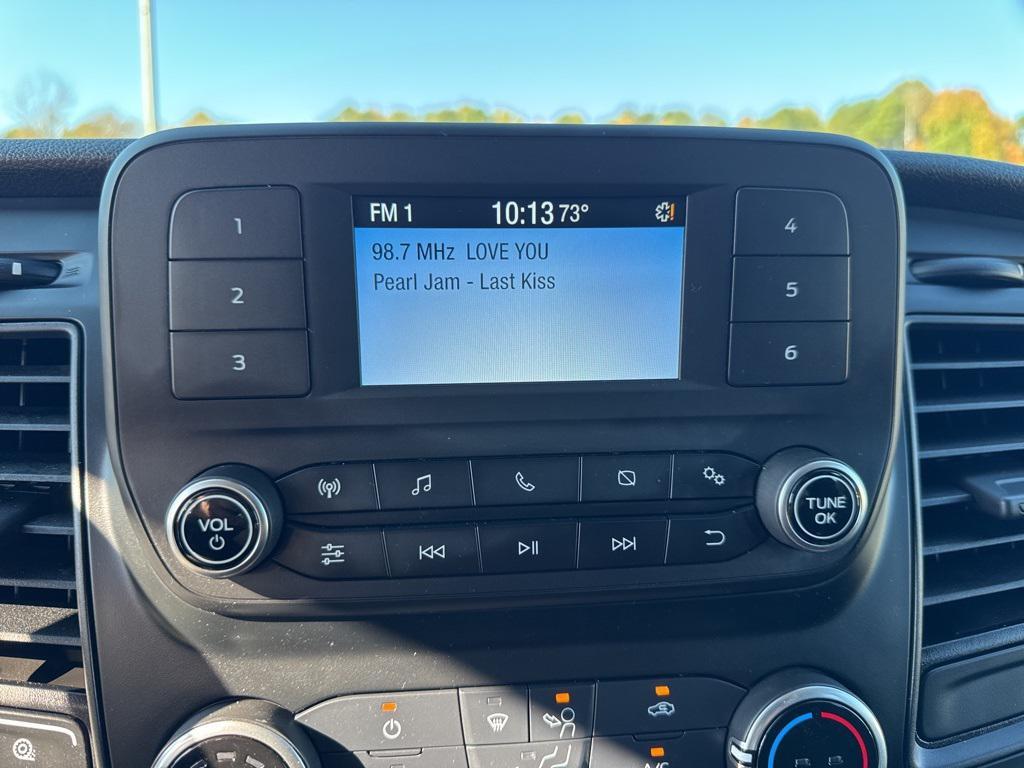 FM 1 10:13 73°
98.7 MHz LOVE YOU
Pearl Jam - Last Kiss
1
2
3
4
5
6
VOL
TUNE
OK
A/C